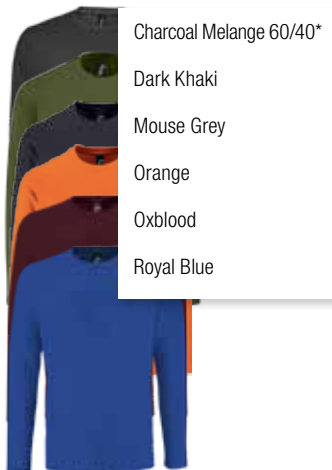 Charcoal Melange 60/40*
Dark Khaki
Mouse Grey
Orange
Oxblood
Royal Blue